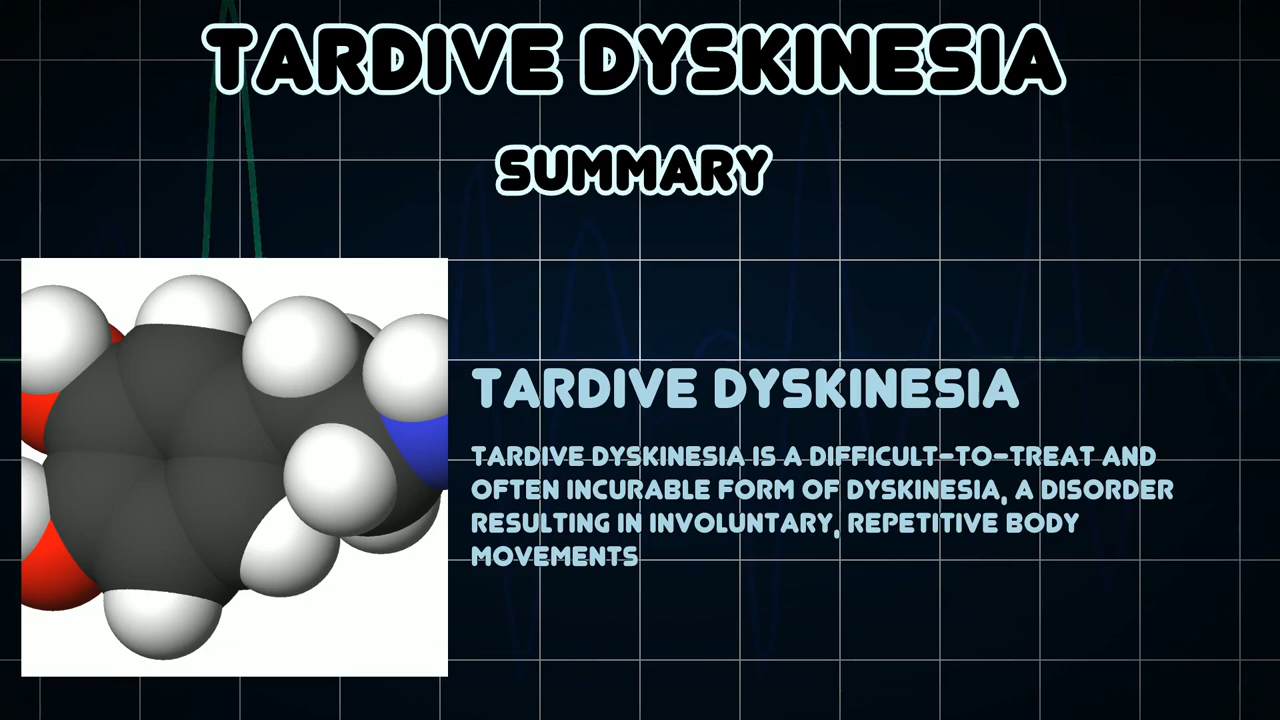 TARDIVE DYSKINESIA
SUMMARY
TARDIVE DYSKINESIA
TARDIVE DYSKINESIA IS A DIFFICULT-TO-TREAT AND
OFTEN INCURABLE FORM OF DYSKINESIA, A DISORDER
RESULTING IN INVOLUNTARY, REPETITIVE BODY
MOVEMENTS